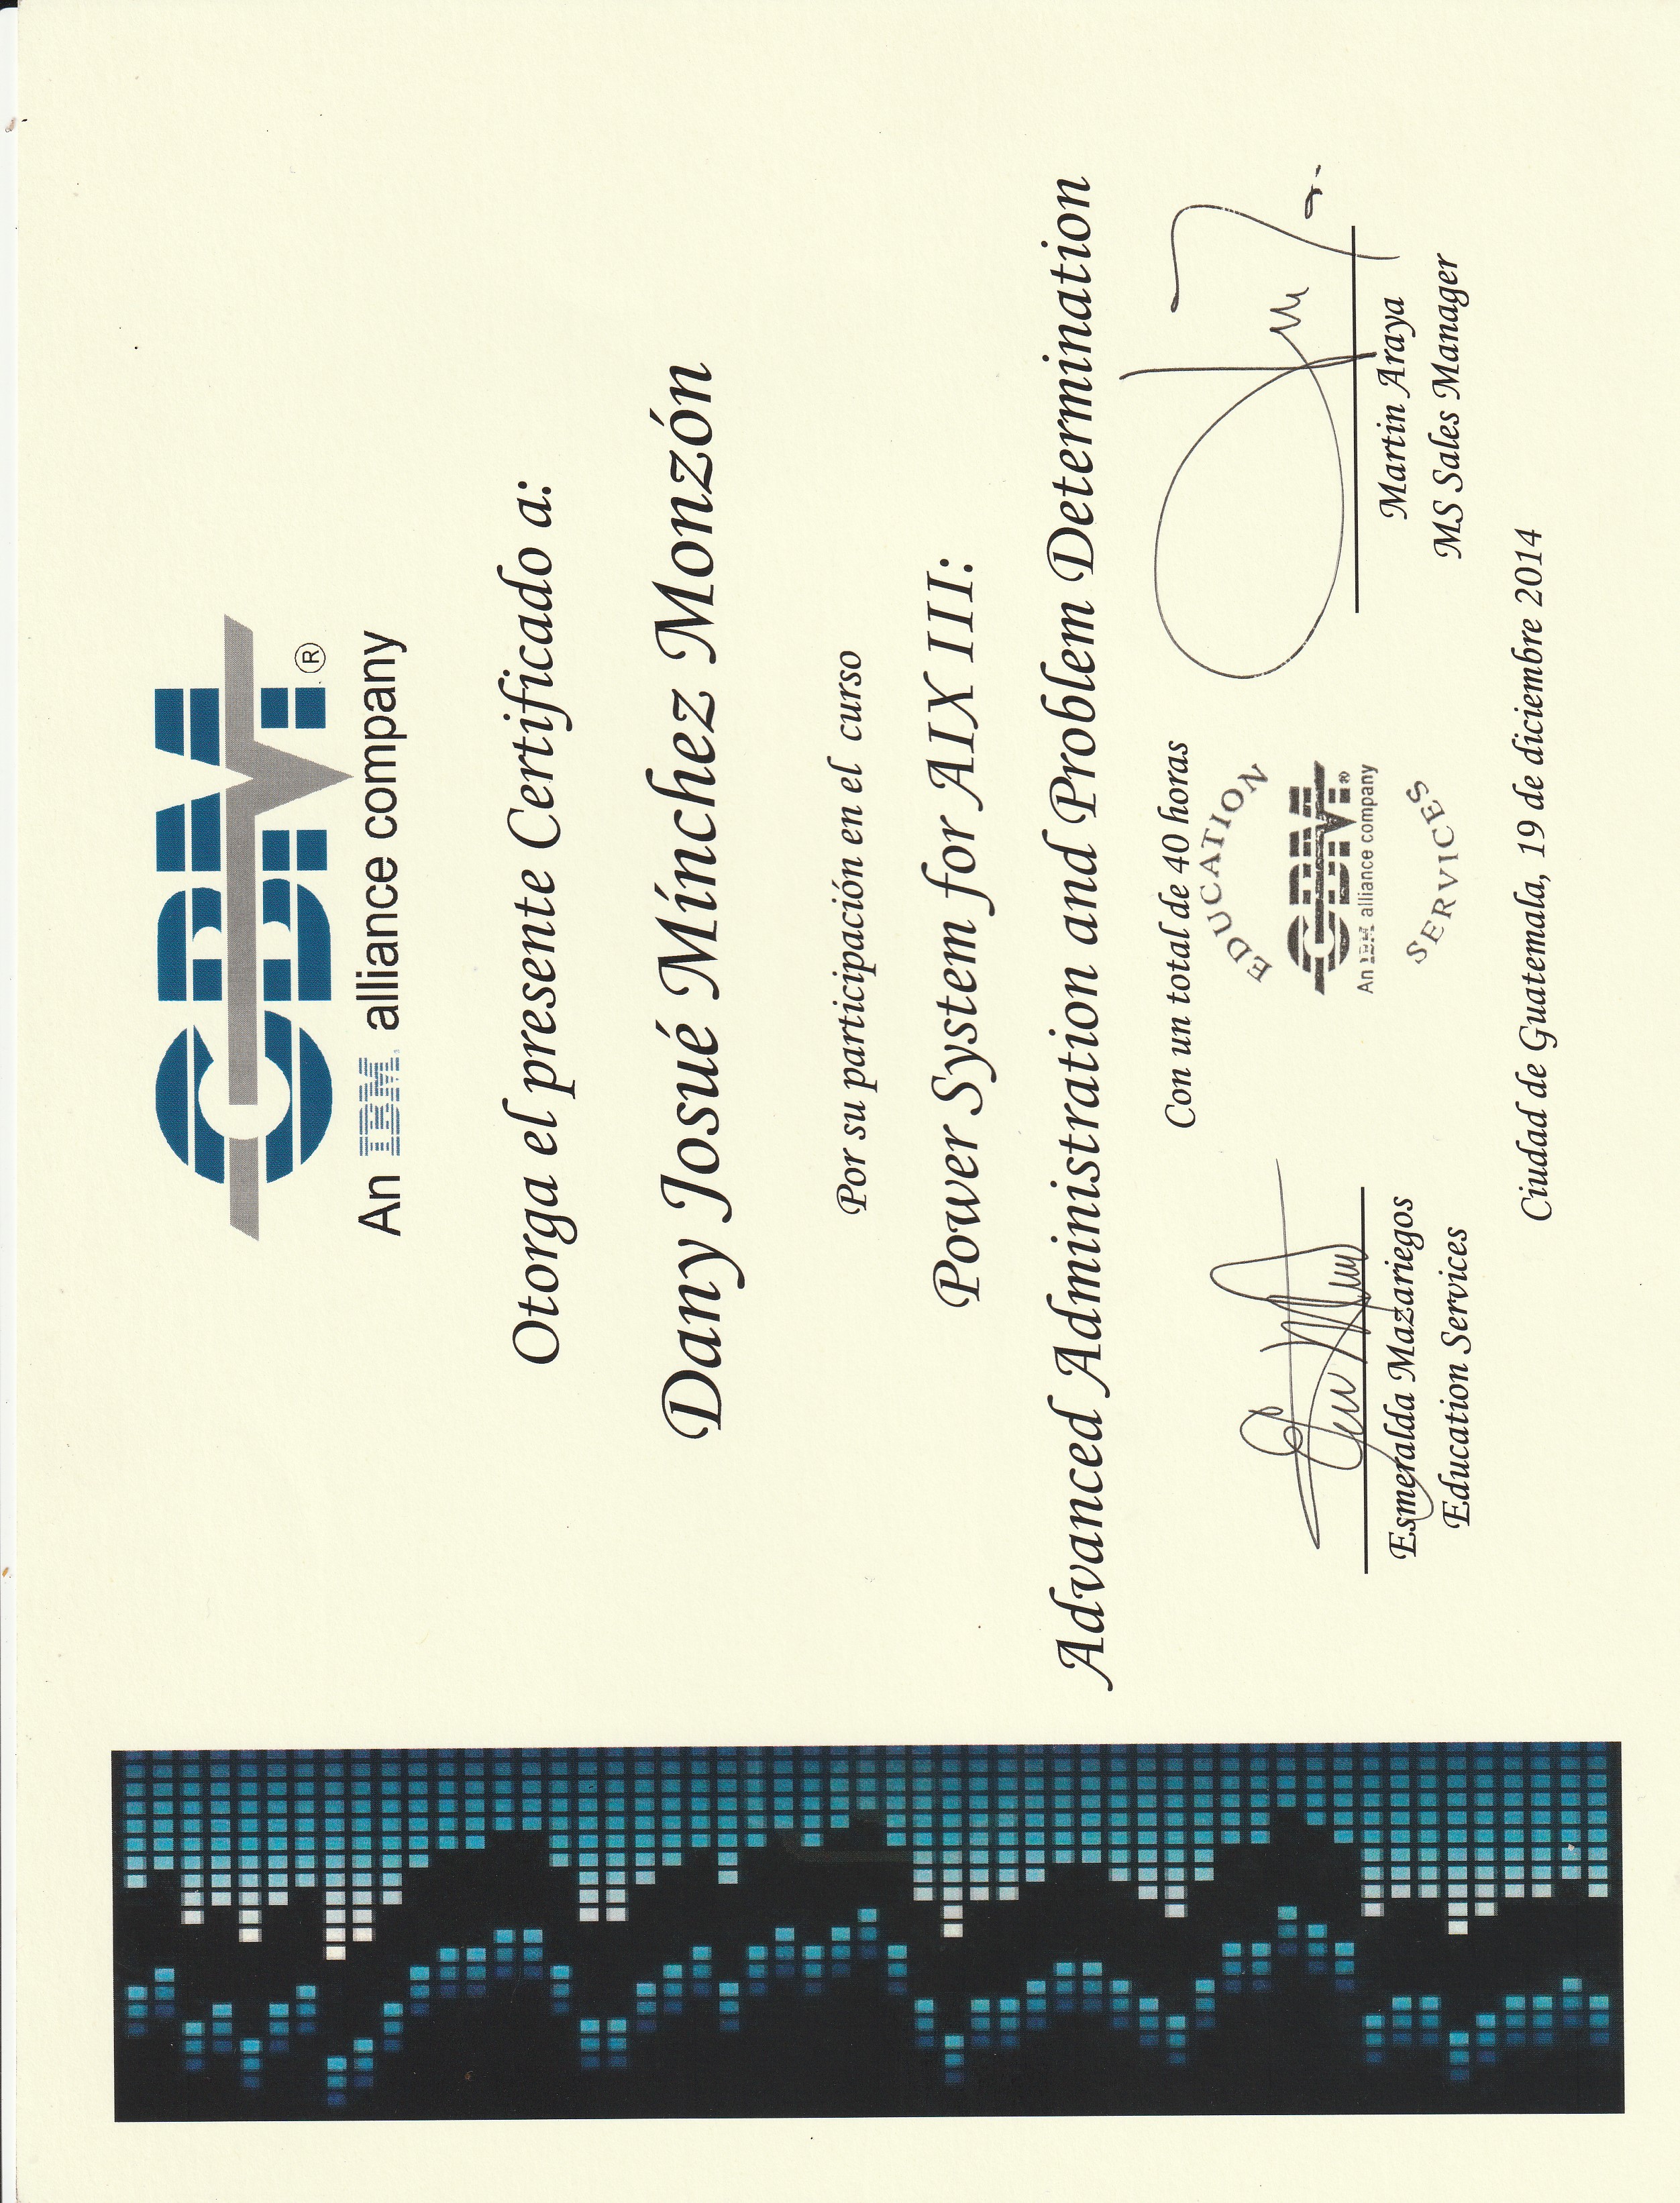 GBM®
An IBM alliance company
Otorga el presente Certificado a:
Dany Josué Mínchez Monzón
Por su participación en el curso
Power System for AIX III:
Advanced Administration and Problem Determination
Con un total de 40 horas
EDUCATION
GBM®
An IBM alliance company
SERVICES
Esmeralda Mazariegos
Education Services
Martin Araya
MS Sales Manager
Ciudad de Guatemala, 19 de diciembre 2014